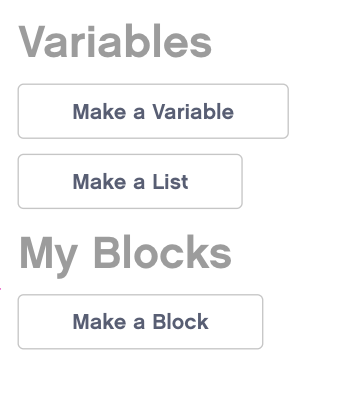 Variables
Make a Variable
Make a List
My Blocks
Make a Block